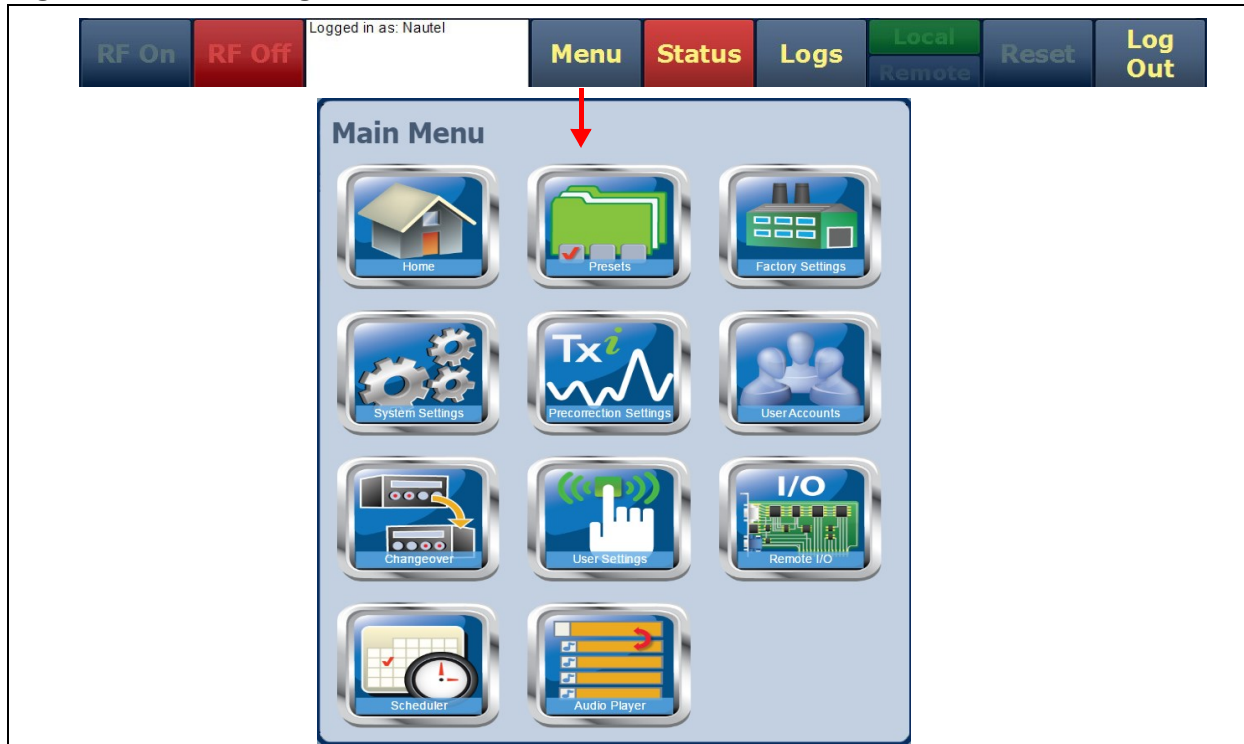 RF On
RF Off
Logged in as: Nautel
Menu
Status
Logs
Local
Remote
Reset
Log
Out
Main Menu
Home
Presets
Factory Settings
System Settings
Txi
Precorrection Settings
User Accounts
Changeover
User Settings
I/O
Remote I/O
Scheduler
Audio Player